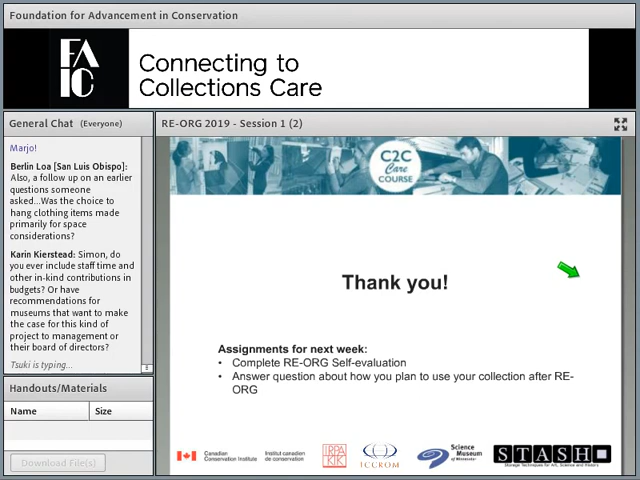 Foundation for Advancement in Conservation
FA
IC
Connecting to
Collections Care
General Chat (Everyone)
Marjo!
Berlin Loa [San Luis Obispo]:
Also, a follow up on an earlier
questions someone
asked...Was the choice to
hang clothing items made
primarily for space
considerations?
Karin Kierstead: Simon, do
you ever include staff time and
other in-kind contributions in
budgets? Or have
recommendations for
museums that want to make
the case for this kind of
project to management or
their board of directors?
Tsuki is typing...
Handouts/Materials
Name Size
Download File(s)
RE-ORG 2019 - Session 1 (2)
C2C
Care
COURSE
Thank you!
Assignments for next week:
• Complete RE-ORG Self-evaluation
• Answer question about how you plan to use your collection after RE-
ORG
Canadian
Conservation Institute
Institut canadien
de conservation
IRPA
KIK
ICCROM
Science
Museum
of Minnesota
STASH
Storage Techniques for Art, Science and History